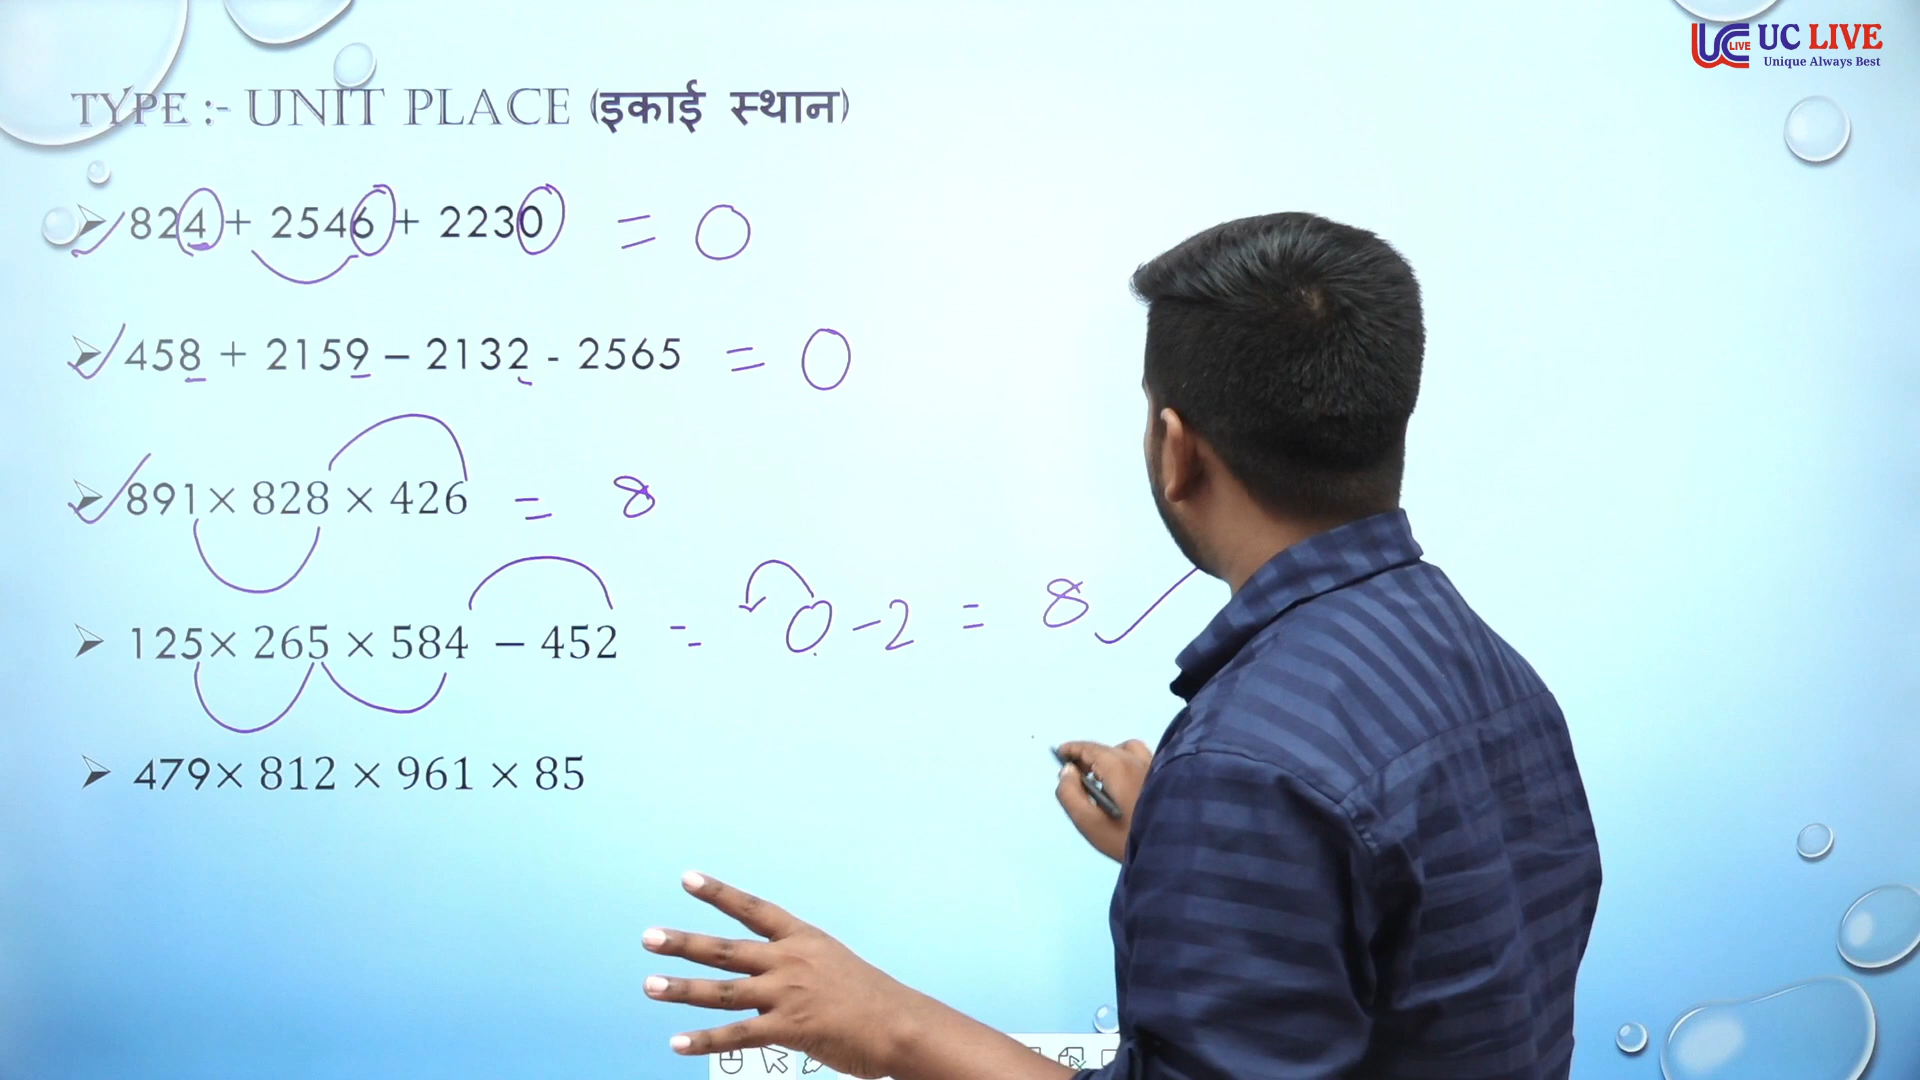 LIVE UC LIVE
Unique Always Best
TYPE :- UNIT PLACE (इकाई स्थान)
824 + 2546 + 2230 = 0
458 + 2159 – 2132 - 2565 = 0
891 × 828 × 426 = 8
125 × 265 × 584 – 452 = 0 - 2 = 8
479 × 812 × 961 × 85